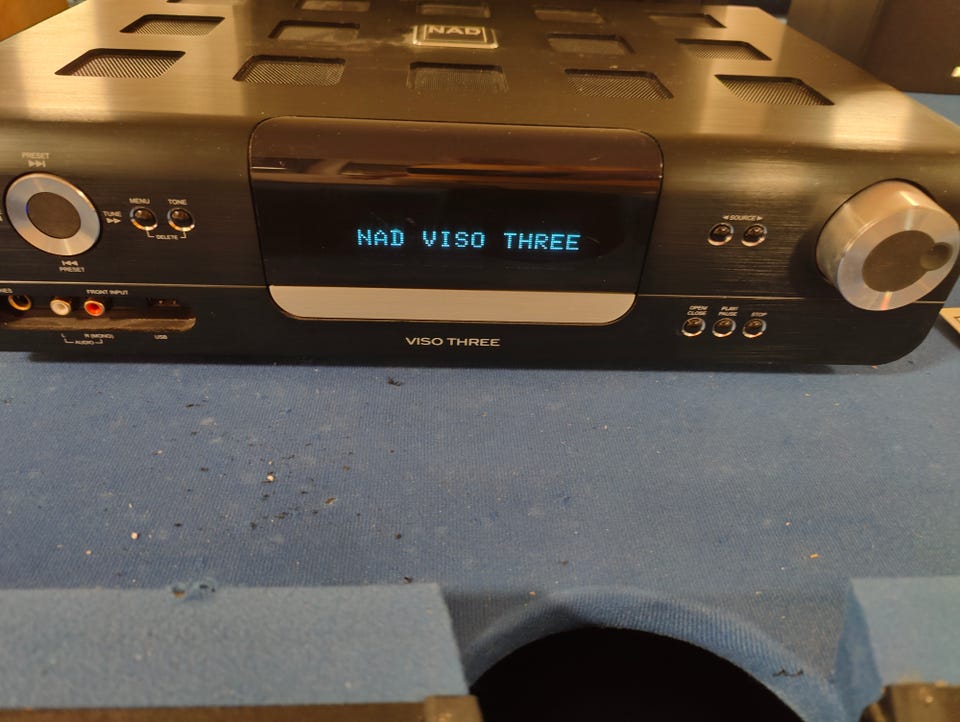 NAD
PRESET
TUNE
MENU
TONE
DELETE
PRESET
NAD VISO THREE
SOURCE
FRONT INPUT
L
R (MONO)
AUDIO
USB
VISO THREE
OPEN/
CLOSE
PLAY/
PAUSE
STOP